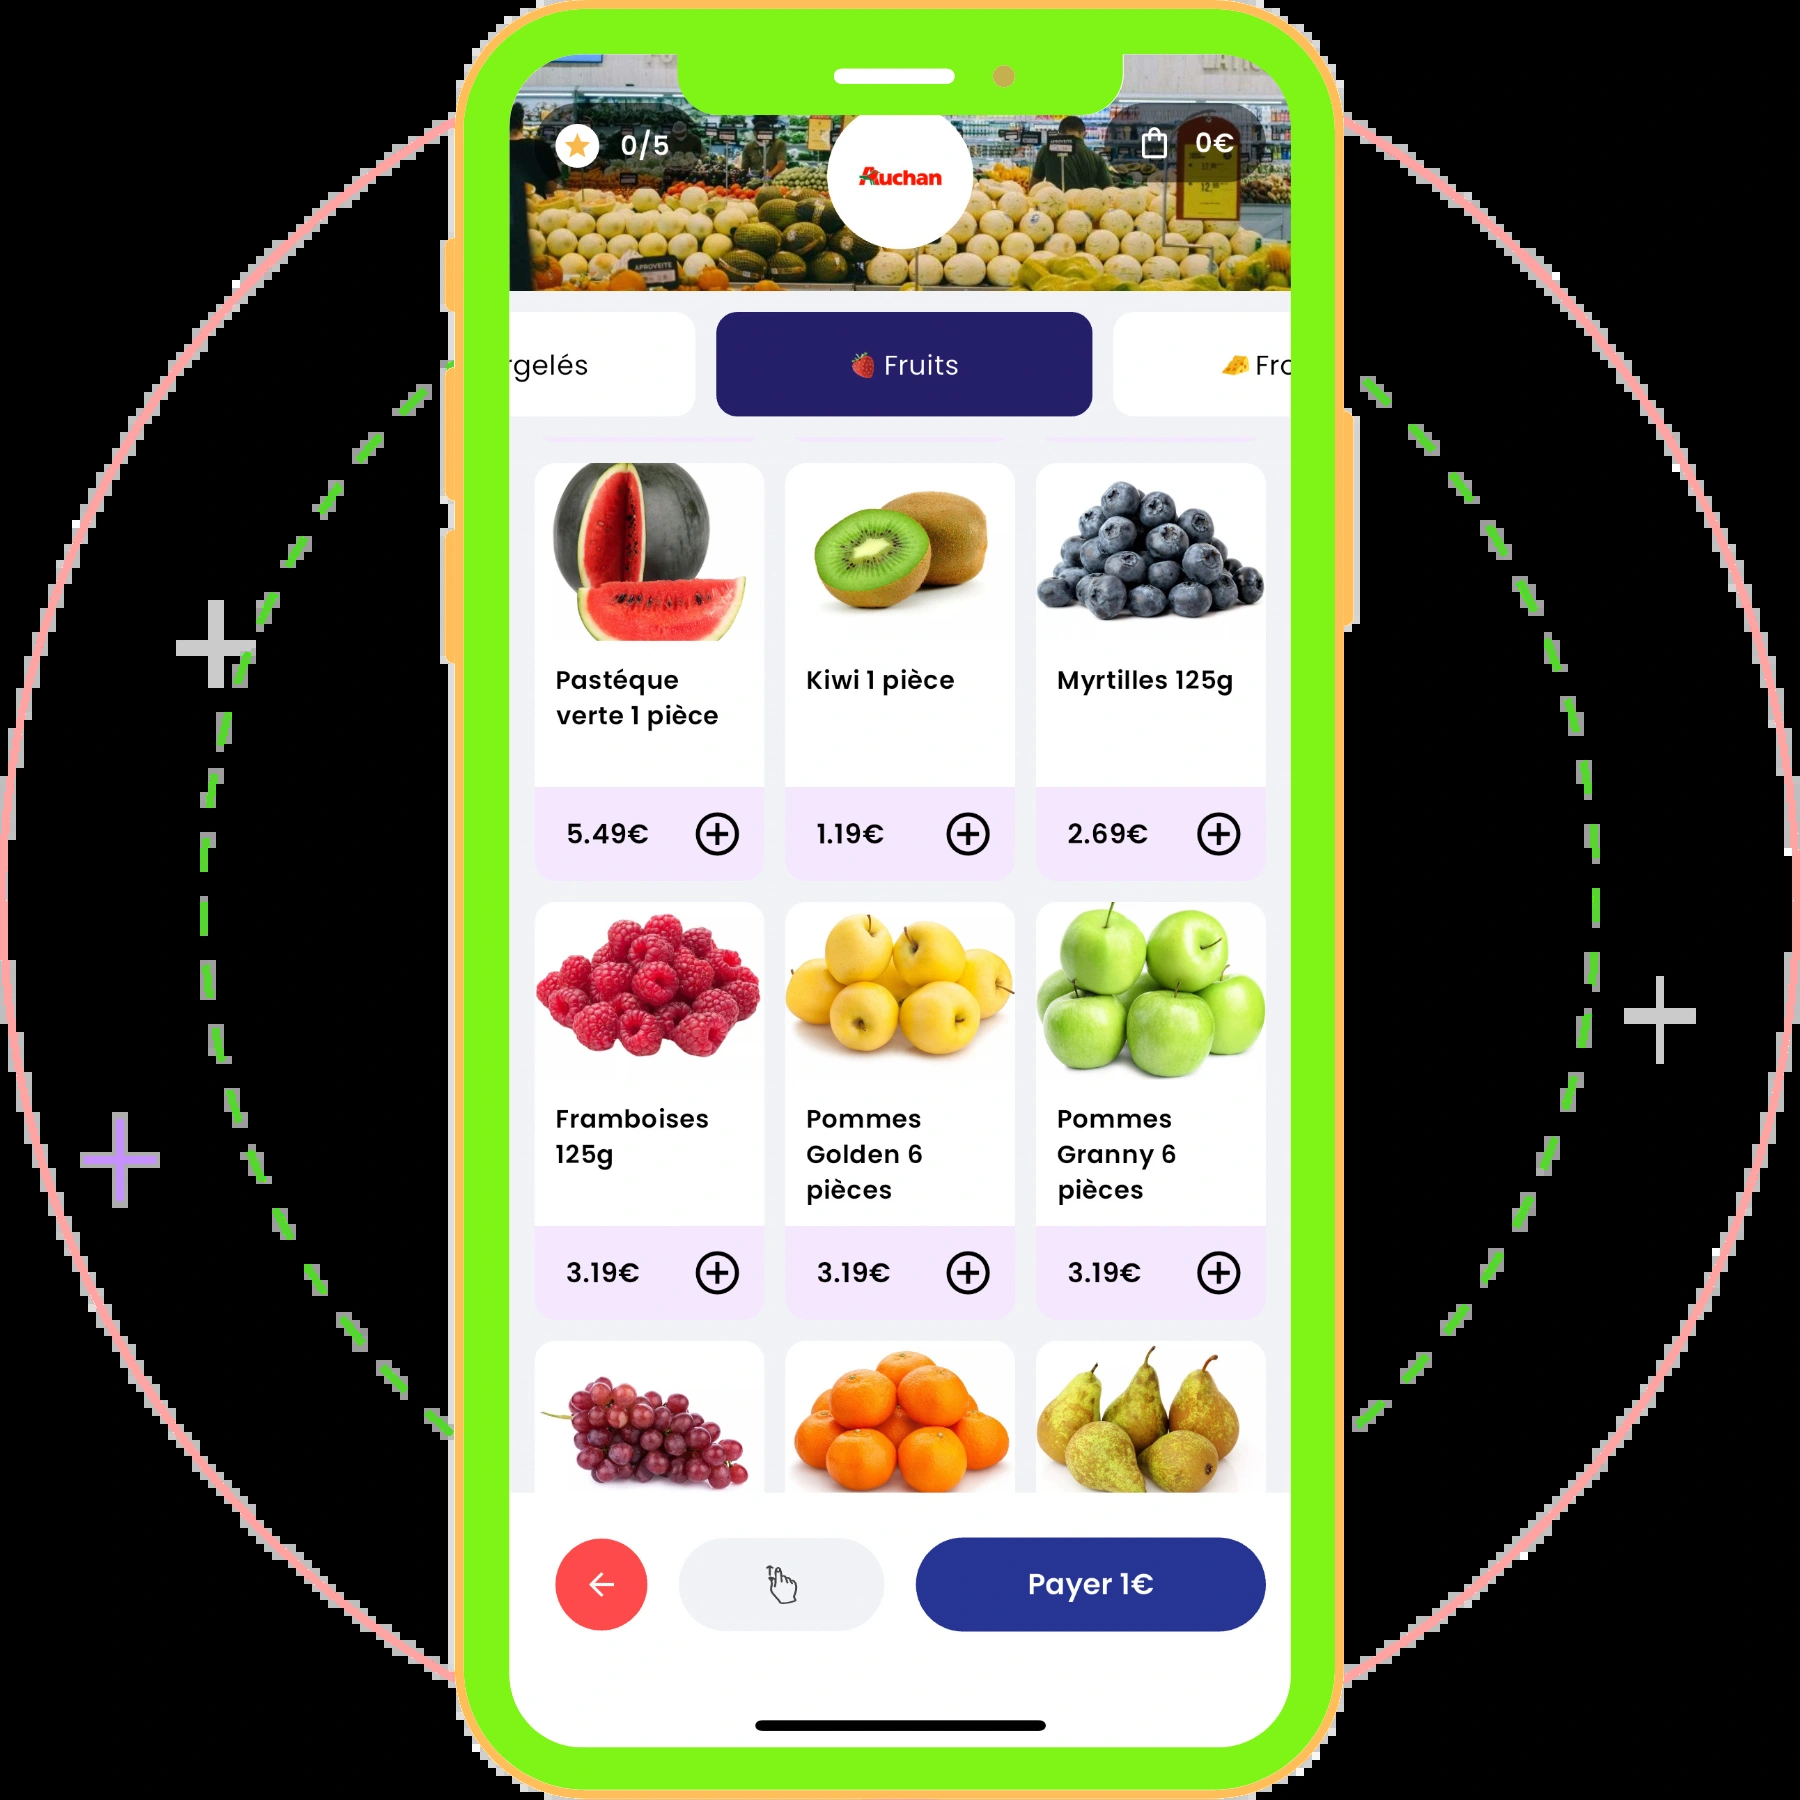 0/5
Auchan
0€
APROVEITE
rgelés
Fruits
Fro
Pastéque
verte 1 pièce
Kiwi 1 pièce
Myrtilles 125g
5.49€
1.19€
2.69€
Framboises
125g
Pommes
Golden 6
pièces
Pommes
Granny 6
pièces
3.19€
3.19€
3.19€
Payer 1€